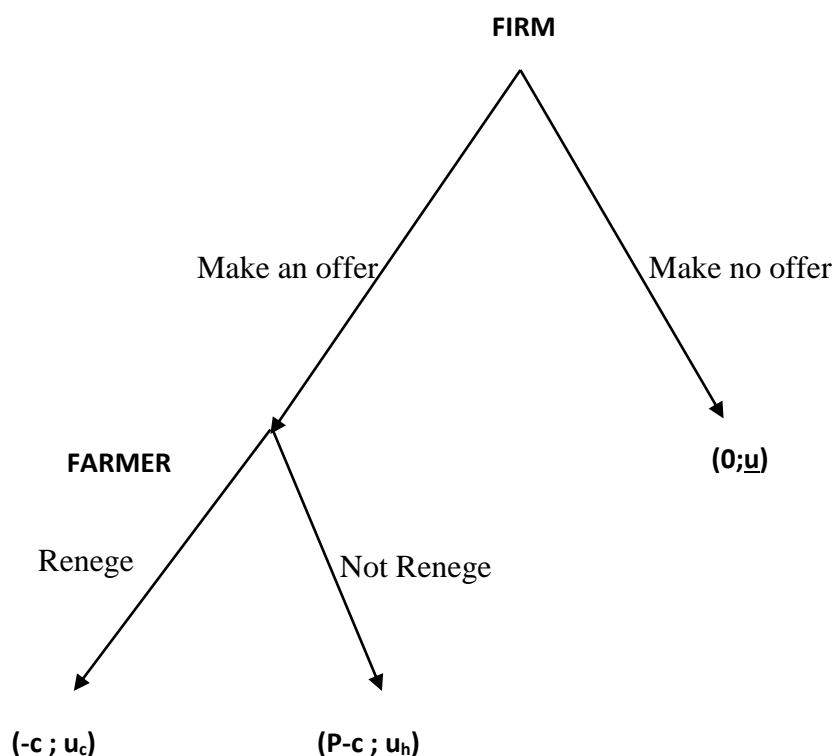 FIRM
Make an offer
Make no offer
FARMER
(0;u)
Renege
Not Renege
(-c ; uc)
(P-c ; uh)